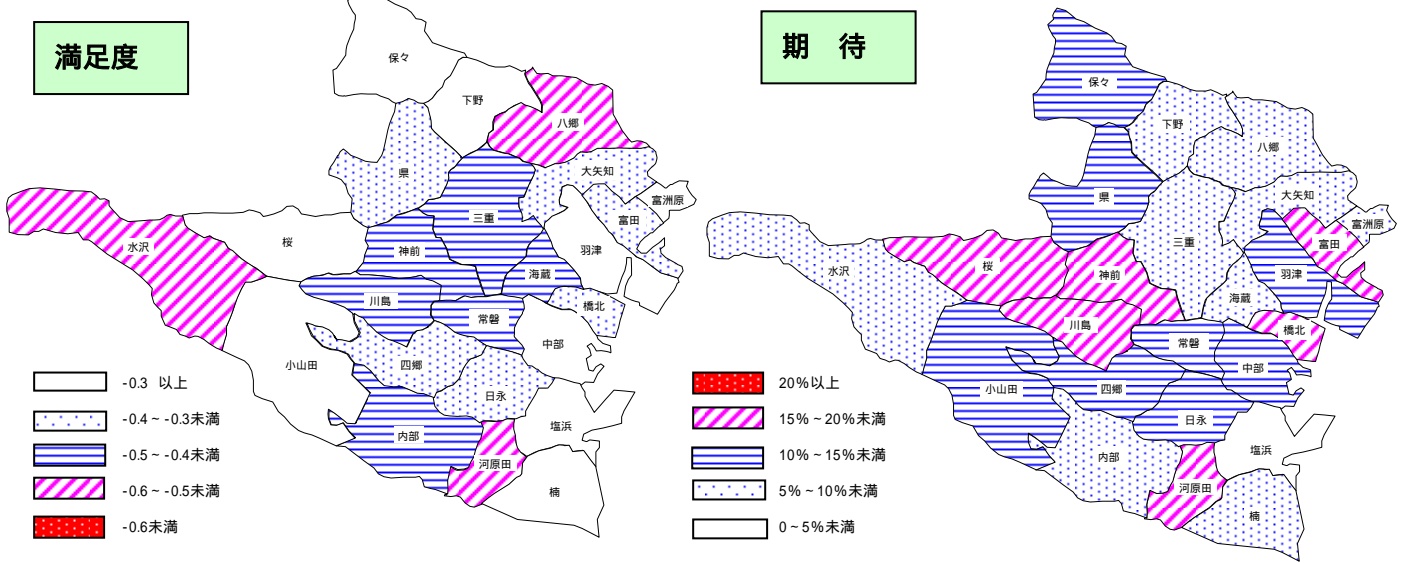 満足度
保々
下野
八郷
県
大矢知
富洲原
富田
三重
桜
水沢
神前
羽津
海蔵
川島
橋北
常磐
中部
小山田
四郷
日永
塩浜
内部
河原田
楠
-0.3 以上
-0.4 ~ -0.3未満
-0.5 ~ -0.4未満
-0.6 ~ -0.5未満
-0.6未満
期 待
保々
下野
八郷
県
大矢知
富洲原
富田
三重
桜
水沢
神前
羽津
海蔵
川島
橋北
常磐
中部
小山田
四郷
日永
塩浜
内部
河原田
楠
20%以上
15% ~ 20%未満
10% ~ 15%未満
5% ~ 10%未満
0 ~ 5%未満